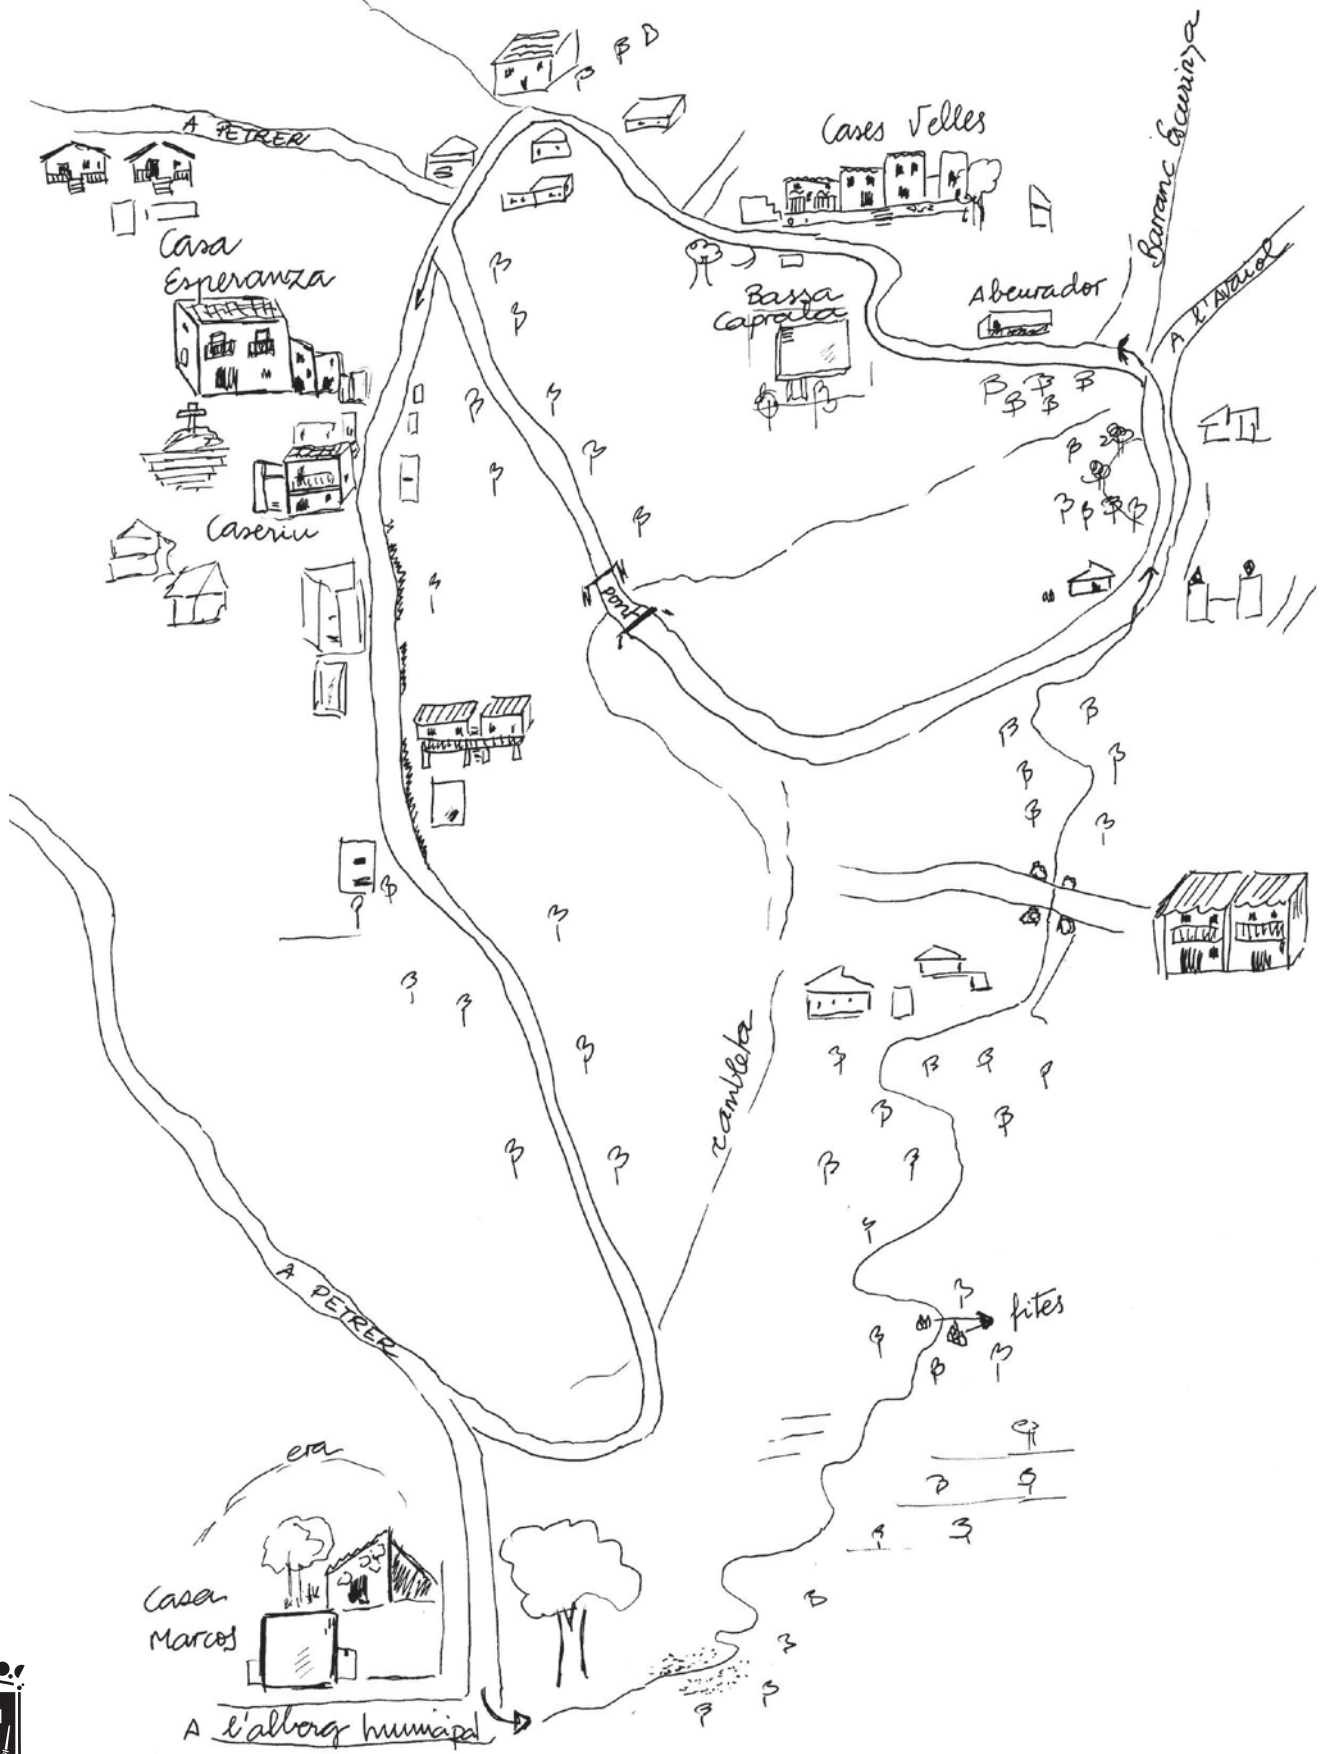 A PETRER
Cases Velles
Barranc Escurinya
Casa
Esperanza
Bassa
Caprala
Abeurador
A l'Avaiol
Caseriu
pont
rambleta
A PETRER
fites
era
Casa
Marcos
A l'alberg municipal